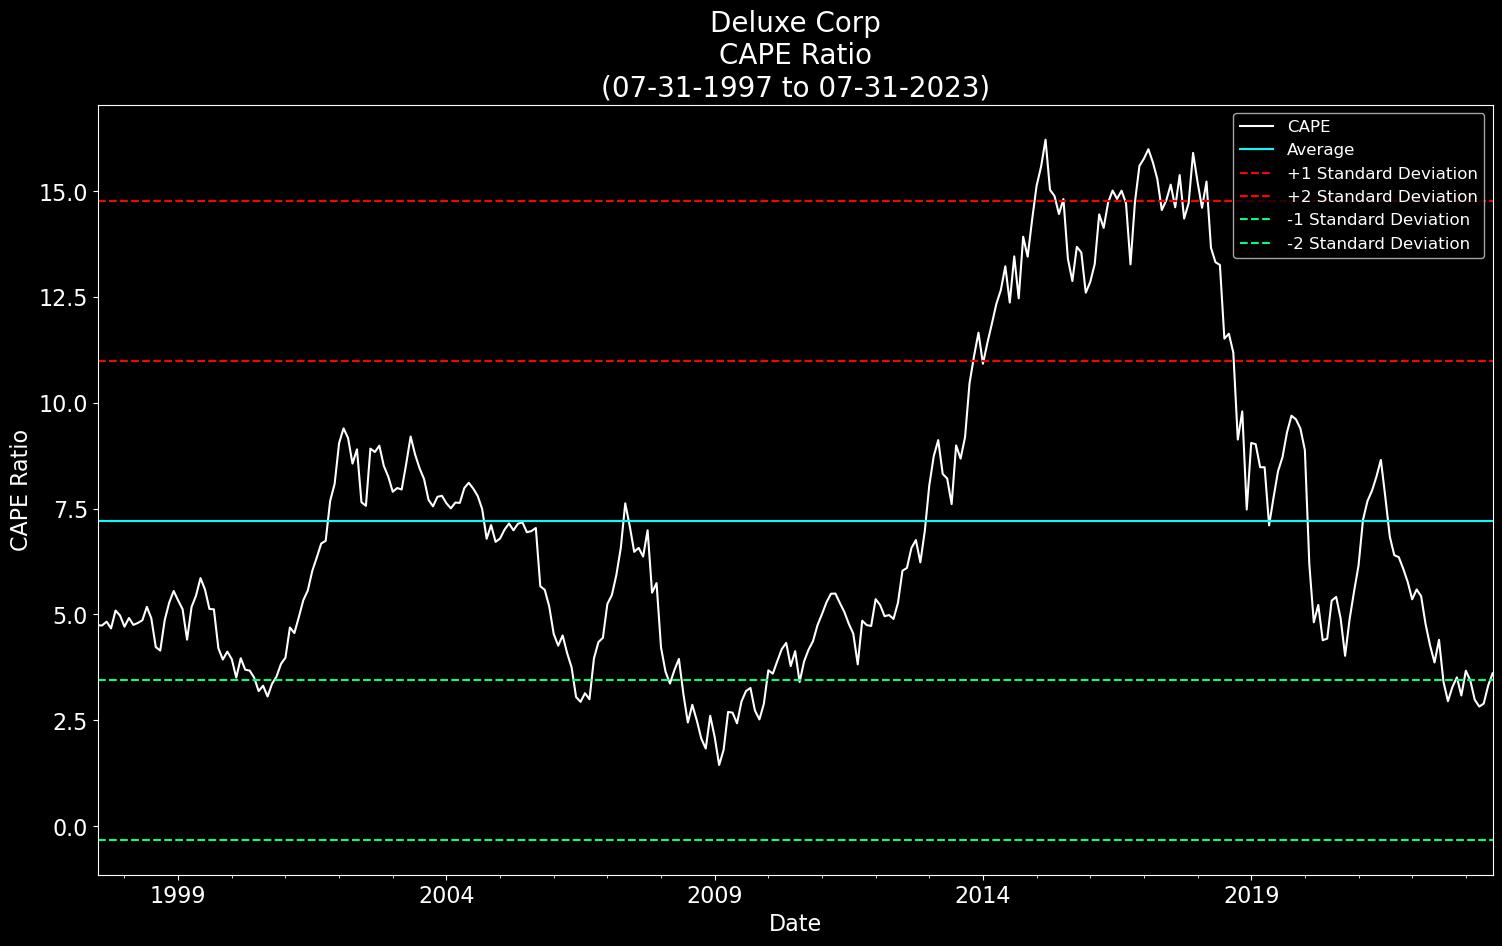 Deluxe Corp
CAPE Ratio
(07-31-1997 to 07-31-2023)
CAPE
Average
+1 Standard Deviation
+2 Standard Deviation
-1 Standard Deviation
-2 Standard Deviation
CAPE Ratio
15.0
12.5
10.0
7.5
5.0
2.5
0.0
1999
2004
2009
2014
2019
Date